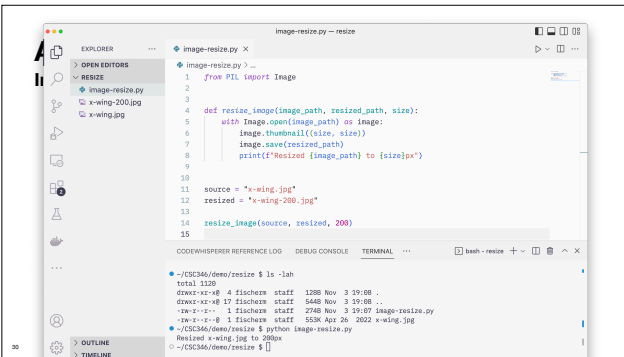 image-resize.py — resize
EXPLORER
OPEN EDITORS
RESIZE
image-resize.py
x-wing-200.jpg
x-wing.jpg
2
OUTLINE
TIMELINE
image-resize.py
image-resize.py > ...
1 from PIL import Image
2
3
4 def resize_image(image_path, resized_path, size):
5     with Image.open(image_path) as image:
6         image.thumbnail((size, size))
7         image.save(resized_path)
8         print(f"Resized {image_path} to {size}px")
9
10
11 source = "x-wing.jpg"
12 resized = "x-wing-200.jpg"
13
14 resize_image(source, resized, 200)
15
CODEWHISPERER REFERENCE LOG DEBUG CONSOLE TERMINAL ... bash - resize
~/CSC346/demo/resize $ ls -lah
total 1120
drwxr-xr-x@ 4 fischerm staff 128B Nov 3 19:08 .
drwxr-xr-x@ 17 fischerm staff 544B Nov 3 19:08 ..
-rw-r--r-- 1 fischerm staff 274B Nov 3 19:07 image-resize.py
-rw-r--r--@ 1 fischerm staff 553K Apr 26 2022 x-wing.jpg
~/CSC346/demo/resize $ python image-resize.py
Resized x-wing.jpg to 200px
~/CSC346/demo/resize $
30